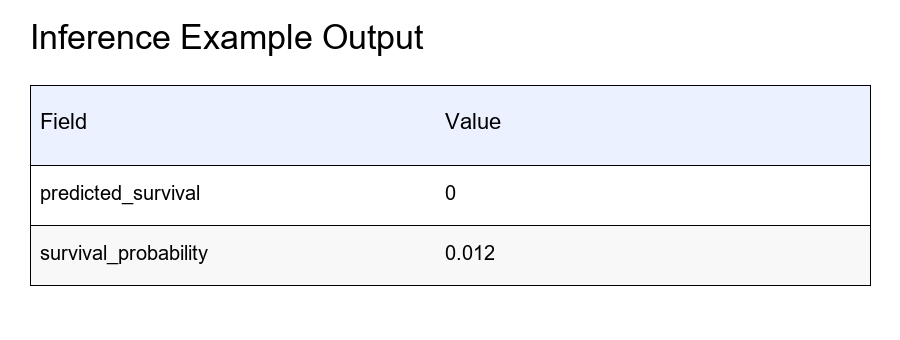 Inference Example Output
Field Value
predicted_survival 0
survival_probability 0.012